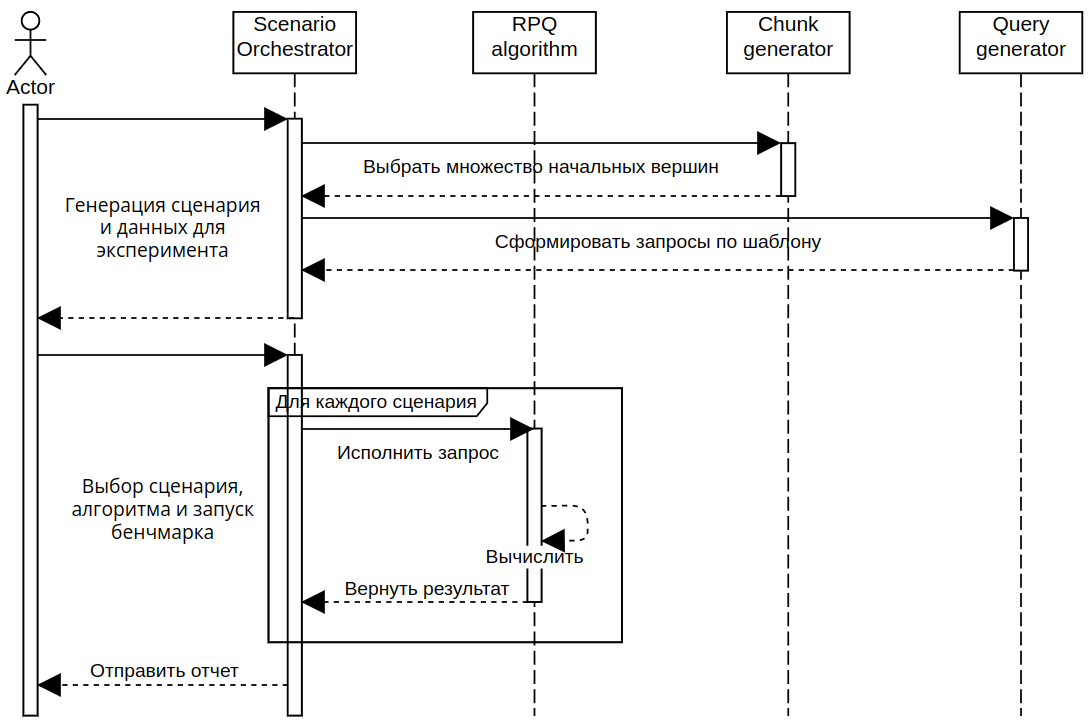 Actor
Scenario
Orchestrator
RPQ
algorithm
Chunk
generator
Query
generator
Выбрать множество начальных вершин
Генерация сценария
и данных для
эксперимента
Сформировать запросы по шаблону
Для каждого сценария
Исполнить запрос
Выбор сценария,
алгоритма и запуск
бенчмарка
Вычислить
Вернуть результат
Отправить отчет